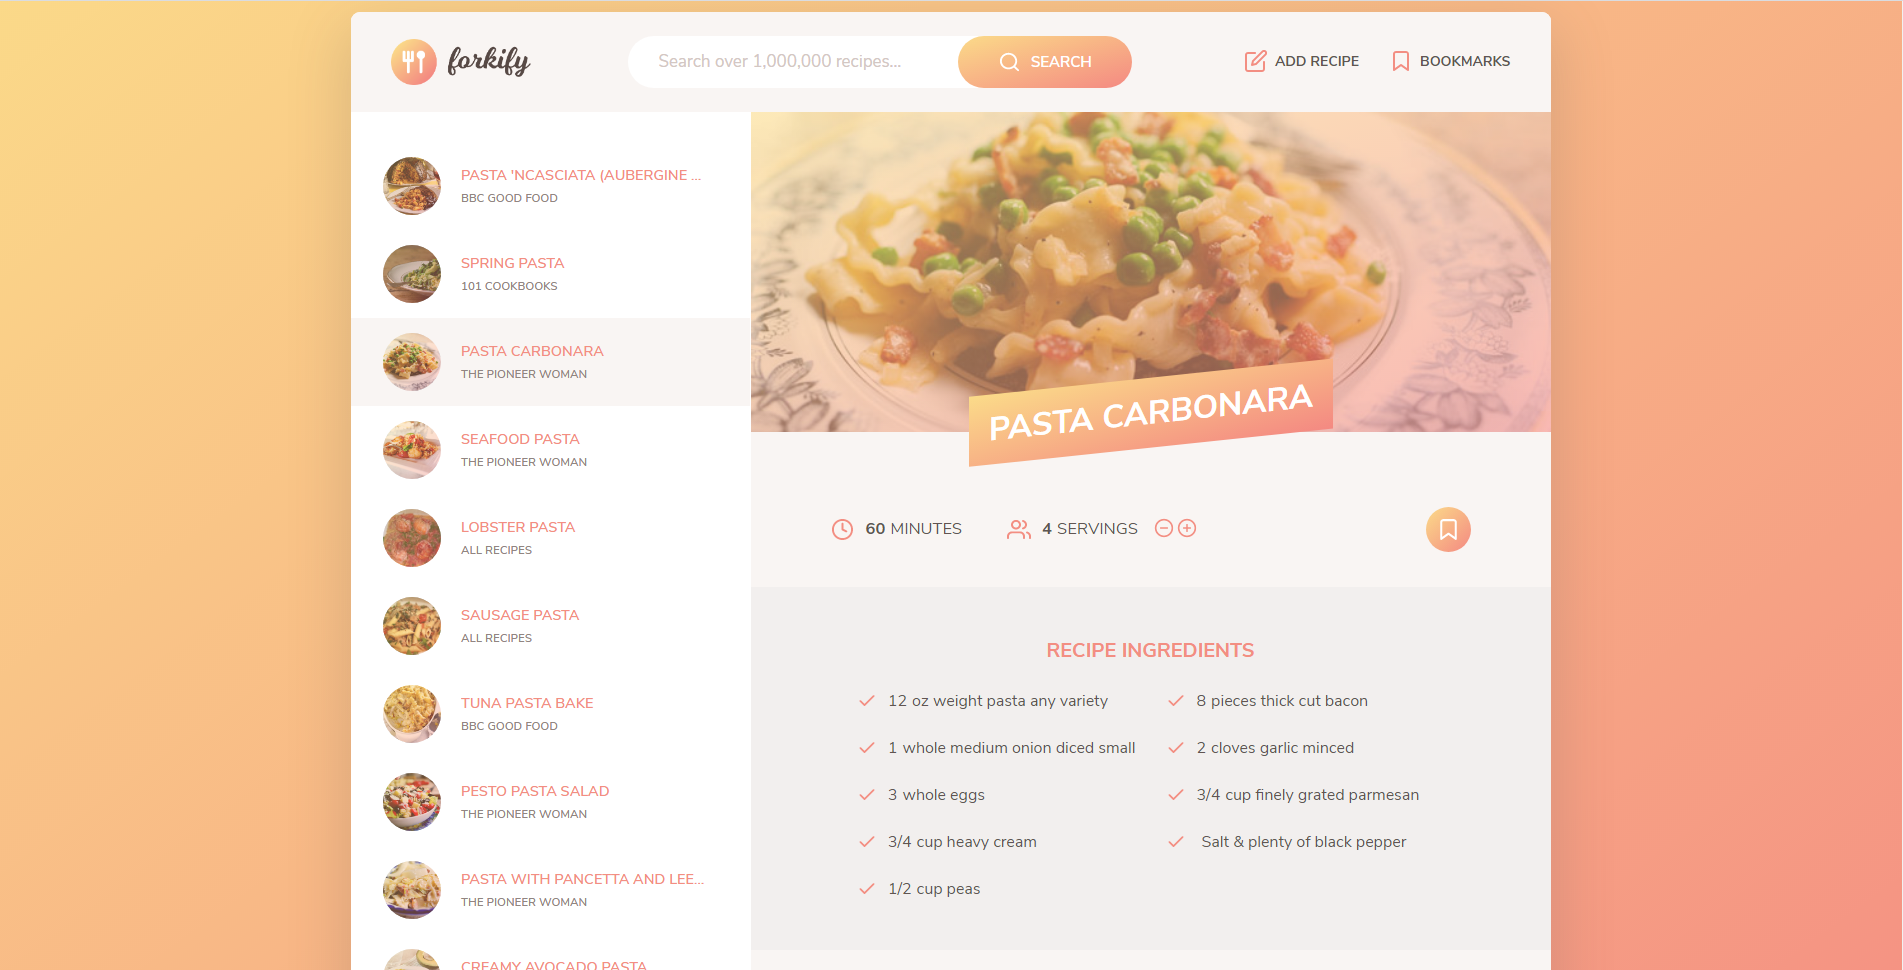 forkify
Search over 1,000,000 recipes...
SEARCH
ADD RECIPE
BOOKMARKS
PASTA 'NCASCIATA (AUBERGINE ...
BBC GOOD FOOD
SPRING PASTA
101 COOKBOOKS
PASTA CARBONARA
THE PIONEER WOMAN
SEAFOOD PASTA
THE PIONEER WOMAN
LOBSTER PASTA
ALL RECIPES
SAUSAGE PASTA
ALL RECIPES
TUNA PASTA BAKE
BBC GOOD FOOD
PESTO PASTA SALAD
THE PIONEER WOMAN
PASTA WITH PANCETTA AND LEE...
THE PIONEER WOMAN
CREAMY AVOCADO PASTA
PASTA CARBONARA
60 MINUTES
4 SERVINGS
RECIPE INGREDIENTS
12 oz weight pasta any variety
8 pieces thick cut bacon
1 whole medium onion diced small
2 cloves garlic minced
3 whole eggs
3/4 cup finely grated parmesan
3/4 cup heavy cream
Salt & plenty of black pepper
1/2 cup peas